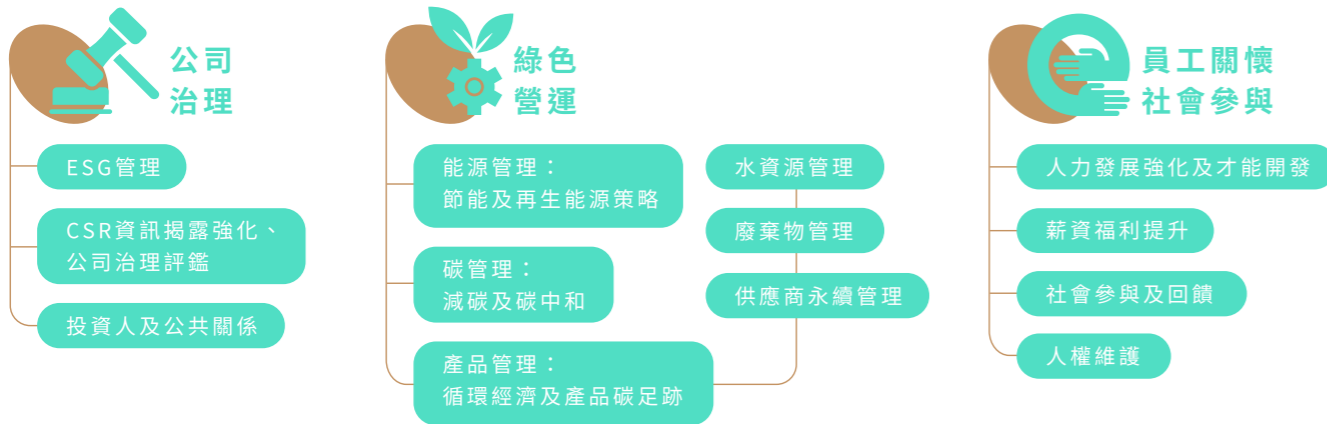 公司
治理
ESG管理
CSR資訊揭露強化、
公司治理評鑑
投資人及公共關係
綠色
營運
能源管理：
節能及再生能源策略
碳管理：
減碳及碳中和
產品管理：
循環經濟及產品碳足跡
水資源管理
廢棄物管理
供應商永續管理
員工關懷
社會參與
人力發展強化及才能開發
薪資福利提升
社會參與及回饋
人權維護